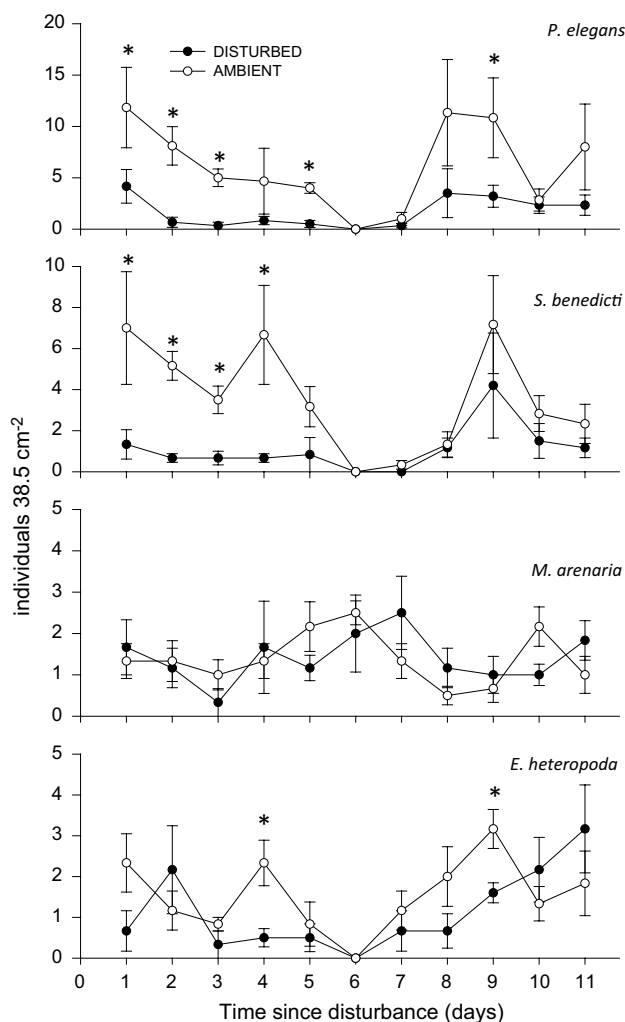 20
15
10
5
0
P. elegans
DISTURBED
AMBIENT
* * * * *
10
8
6
4
2
0
S. benedicti
* * * *
individuals 38.5 cm-2
5
4
3
2
1
0
M. arenaria
5
4
3
2
1
0
E. heteropoda
* *
0 1 2 3 4 5 6 7 8 9 10 11
Time since disturbance (days)